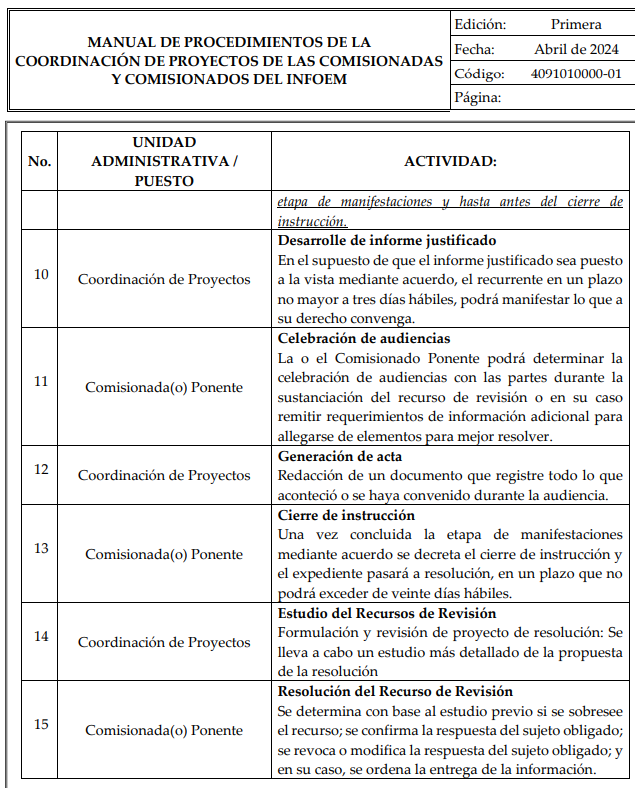 MANUAL DE PROCEDIMIENTOS DE LA
COORDINACIÓN DE PROYECTOS DE LAS COMISIONADAS
Y COMISIONADOS DEL INFOEM
Edición: Primera
Fecha: Abril de 2024
Código: 4091010000-01
Página:
No.
UNIDAD
ADMINISTRATIVA /
PUESTO
ACTIVIDAD:
etapa de manifestaciones y hasta antes del cierre de
instrucción.
10
Coordinación de Proyectos
Desarrolle de informe justificado
En el supuesto de que el informe justificado sea puesto
a la vista mediante acuerdo, el recurrente en un plazo
no mayor a tres días hábiles, podrá manifestar lo que a
su derecho convenga.
11
Comisionada(o) Ponente
Celebración de audiencias
La o el Comisionado Ponente podrá determinar la
celebración de audiencias con las partes durante la
sustanciación del recurso de revisión o en su caso
remitir requerimientos de información adicional para
allegarse de elementos para mejor resolver.
12
Coordinación de Proyectos
Generación de acta
Redacción de un documento que registre todo lo que
aconteció o se haya convenido durante la audiencia.
13
Comisionada(o) Ponente
Cierre de instrucción
Una vez concluida la etapa de manifestaciones
mediante acuerdo se decreta el cierre de instrucción y
el expediente pasará a resolución, en un plazo que no
podrá exceder de veinte días hábiles.
14
Coordinación de Proyectos
Estudio del Recursos de Revisión
Formulación y revisión de proyecto de resolución: Se
lleva a cabo un estudio más detallado de la propuesta
de la resolución
15
Comisionada(o) Ponente
Resolución del Recurso de Revisión
Se determina con base al estudio previo si se sobresee
el recurso; se confirma la respuesta del sujeto obligado;
se revoca o modifica la respuesta del sujeto obligado; y
en su caso, se ordena la entrega de la información.